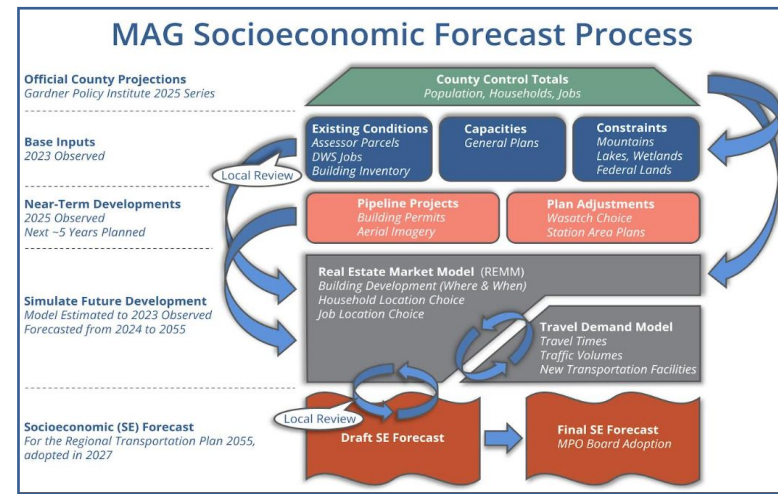 MAG Socioeconomic Forecast Process
Official County Projections
Gardner Policy Institute 2025 Series
County Control Totals
Population, Households, Jobs
Base Inputs
2023 Observed
Existing Conditions
Assessor Parcels
DWS Jobs
Building Inventory
Capacities
General Plans
Constraints
Mountains
Lakes, Wetlands
Federal Lands
Local Review
Near-Term Developments
2025 Observed
Next ~5 Years Planned
Pipeline Projects
Building Permits
Aerial Imagery
Plan Adjustments
Wasatch Choice
Station Area Plans
Simulate Future Development
Model Estimated to 2023 Observed
Forecasted from 2024 to 2055
Real Estate Market Model (REMM)
Building Development (Where & When)
Household Location Choice
Job Location Choice
Travel Demand Model
Travel Times
Traffic Volumes
New Transportation Facilities
Local Review
Socioeconomic (SE) Forecast
For the Regional Transportation Plan 2055,
adopted in 2027
Draft SE Forecast
Final SE Forecast
MPO Board Adoption